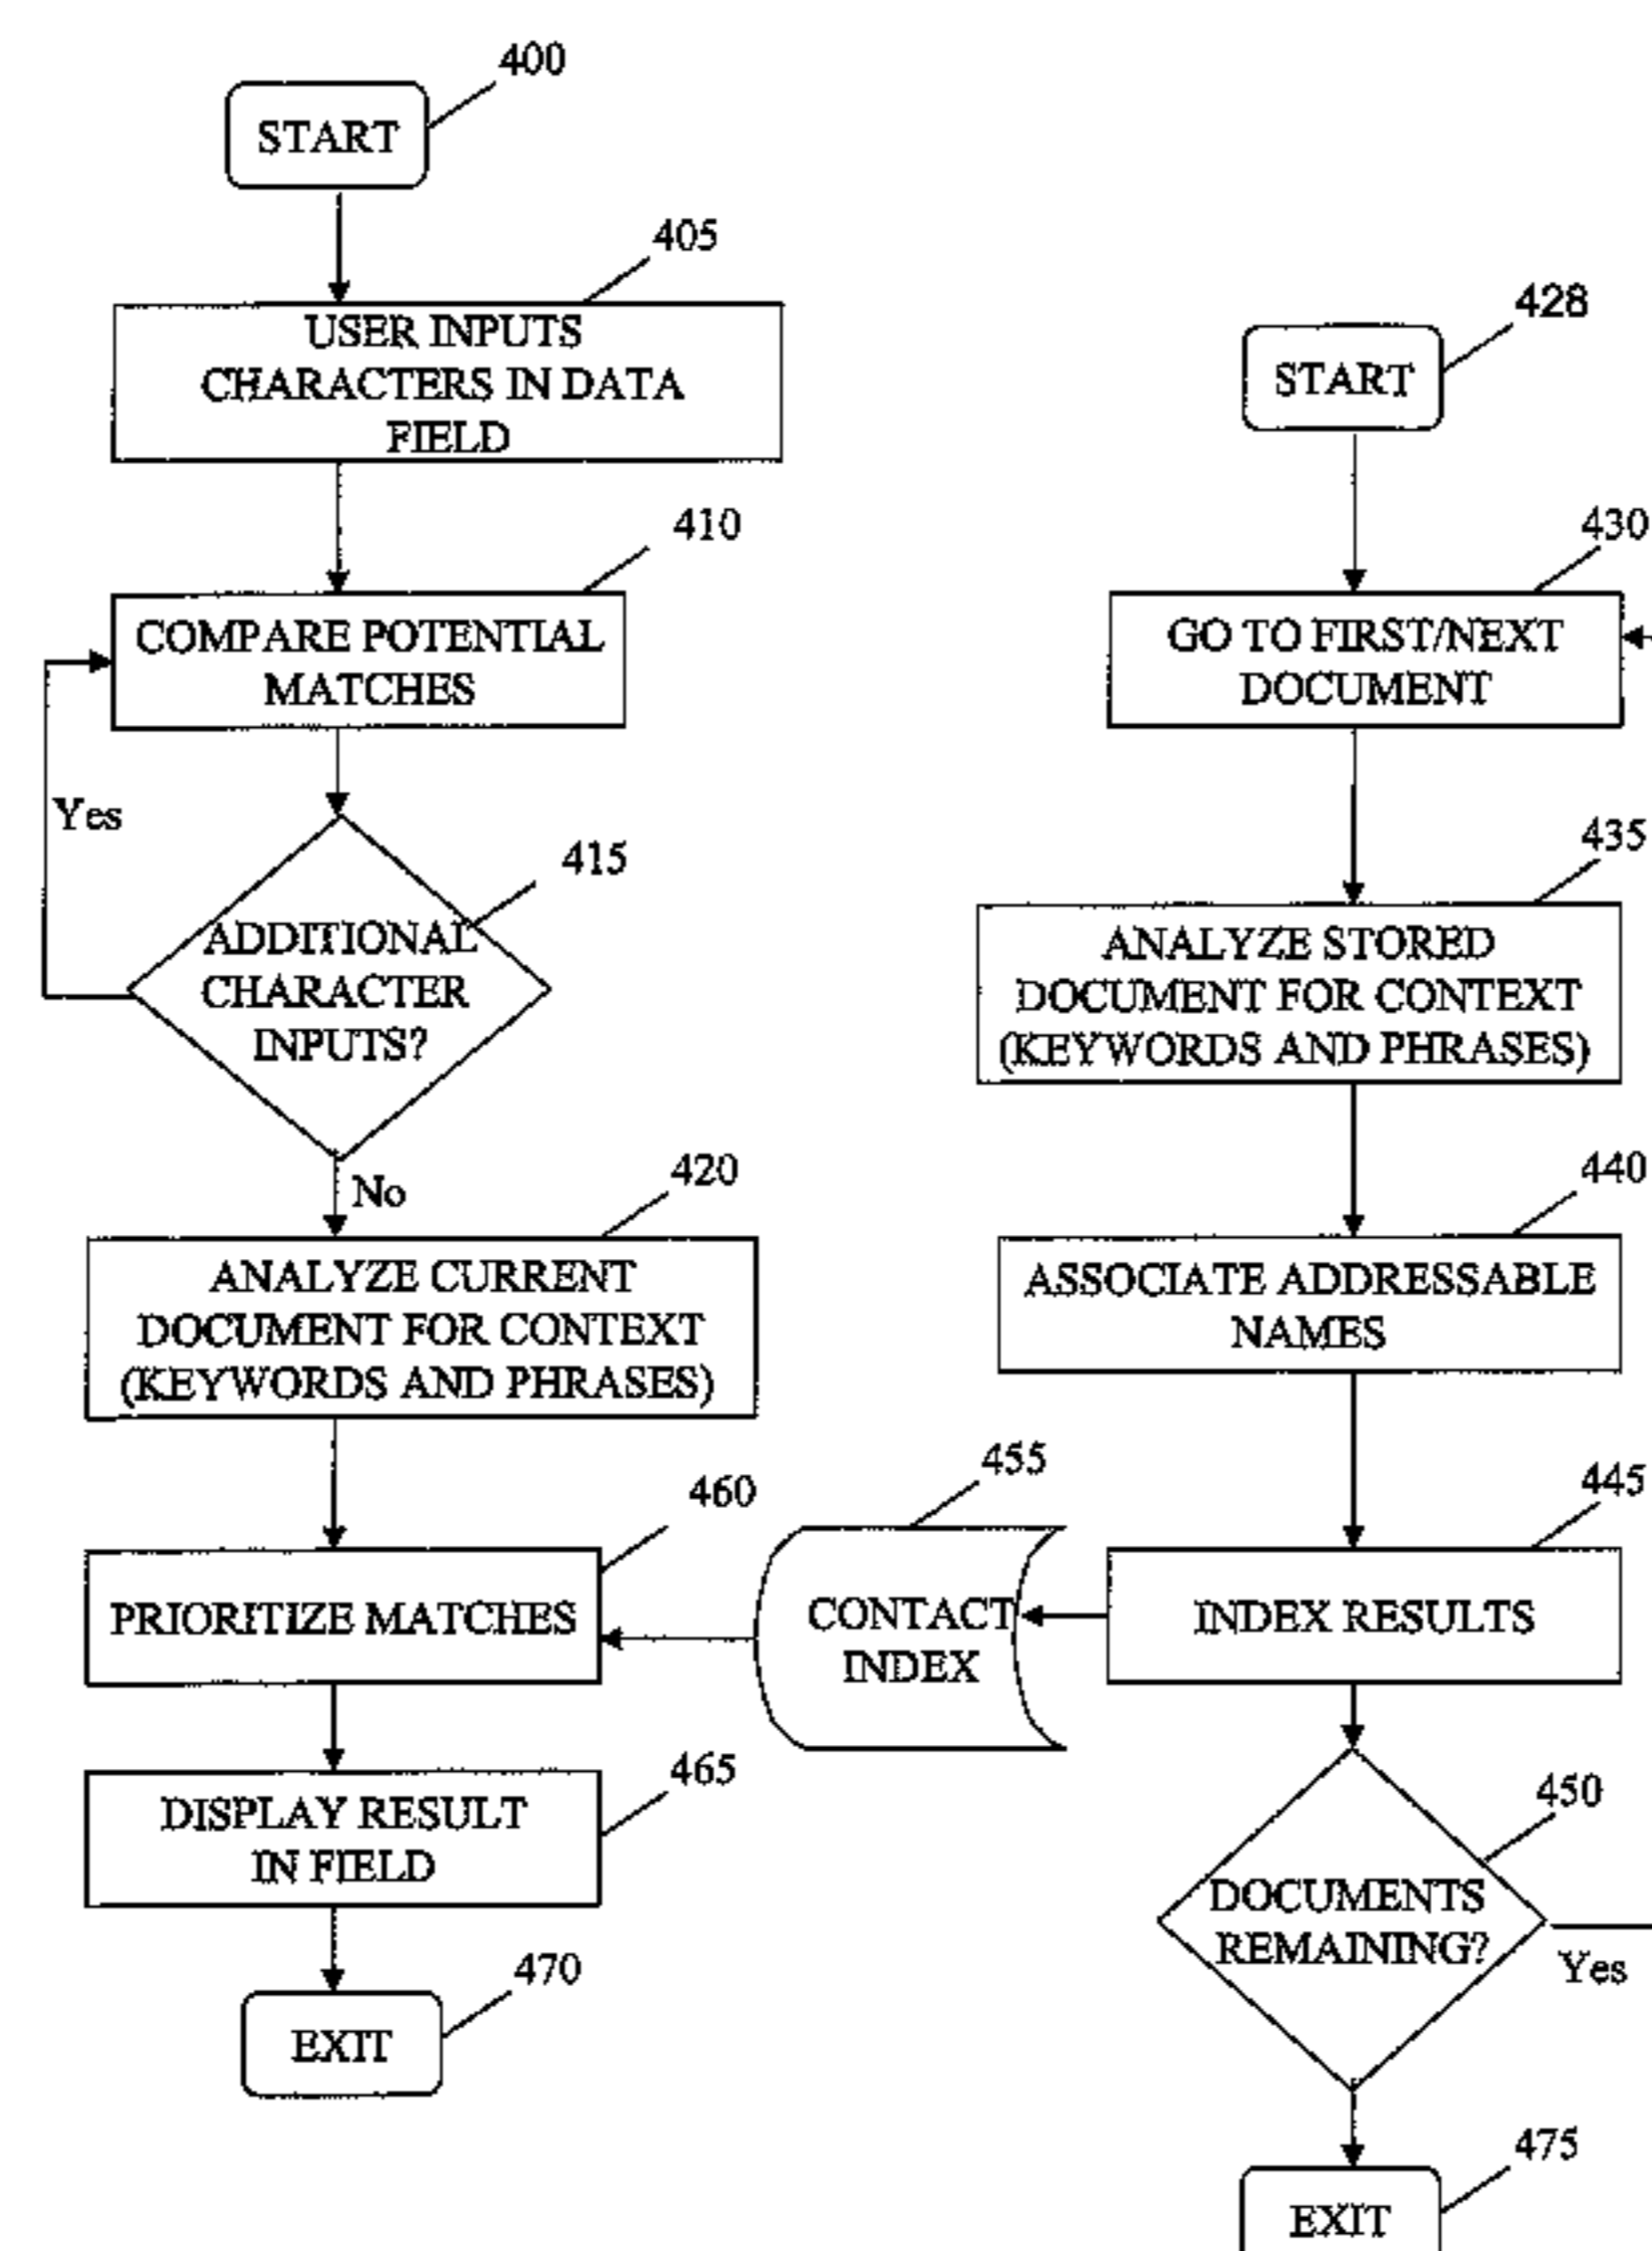 400
START
405
USER INPUTS
CHARACTERS IN DATA
FIELD
410
COMPARE POTENTIAL
MATCHES
Yes
415
ADDITIONAL
CHARACTER
INPUTS?
No
420
ANALYZE CURRENT
DOCUMENT FOR CONTEXT
(KEYWORDS AND PHRASES)
460
PRIORITIZE MATCHES
465
DISPLAY RESULT
IN FIELD
470
EXIT
428
START
430
GO TO FIRST/NEXT
DOCUMENT
435
ANALYZE STORED
DOCUMENT FOR CONTEXT
(KEYWORDS AND PHRASES)
440
ASSOCIATE ADDRESSABLE
NAMES
445
INDEX RESULTS
455
CONTACT
INDEX
450
DOCUMENTS
REMAINING?
Yes
475
EXIT